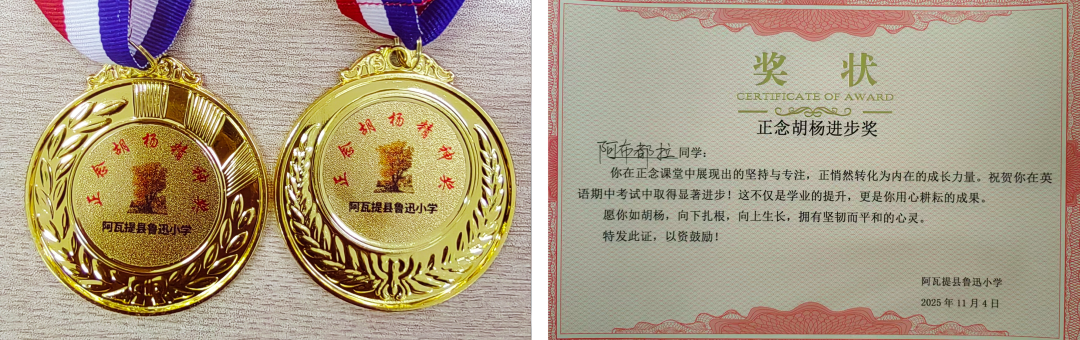 正念胡杨精神奖
阿瓦提县鲁迅小学
正念胡杨精神奖
阿瓦提县鲁迅小学
奖 状
CERTIFICATE OF AWARD
正念胡杨进步奖
阿布都拉同学：
你在正念课堂中展现出的坚持与专注，正悄然转化为内在的成长力量。祝贺你在英
语期中考试中取得显著进步！这不仅是学业的提升，更是你用心耕耘的成果。
愿你如胡杨，向下扎根，向上生长，拥有坚韧而平和的心灵。
特发此证，以资鼓励！
阿瓦提县鲁迅小学
2025年11月4日